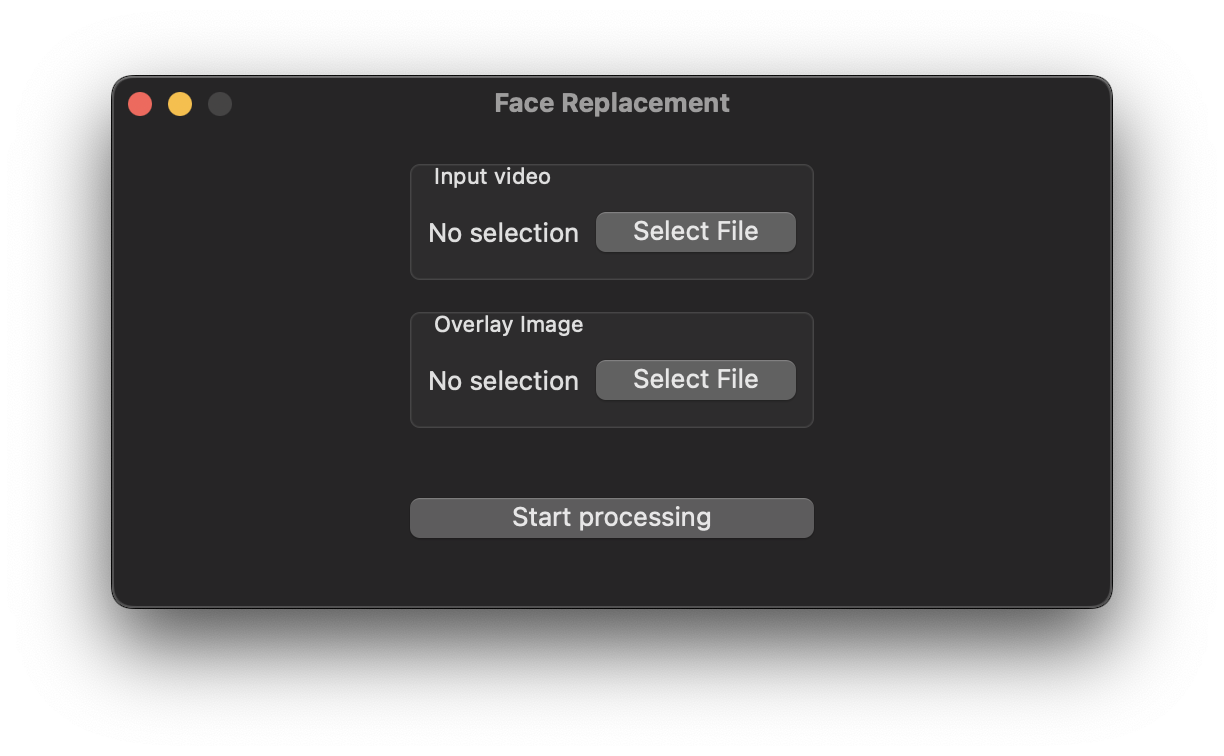 Face Replacement
Input video
No selection Select File
Overlay Image
No selection Select File
Start processing